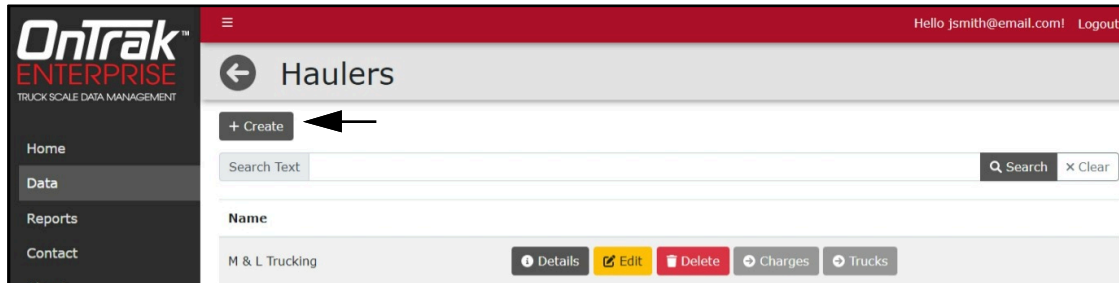 OnTrak™
ENTERPRISE
TRUCK SCALE DATA MANAGEMENT
Home
Data
Reports
Contact
Hello jsmith@email.com! Logout
Haulers
+ Create
Search Text
Search × Clear
Name
M & L Trucking Details Edit Delete Charges Trucks